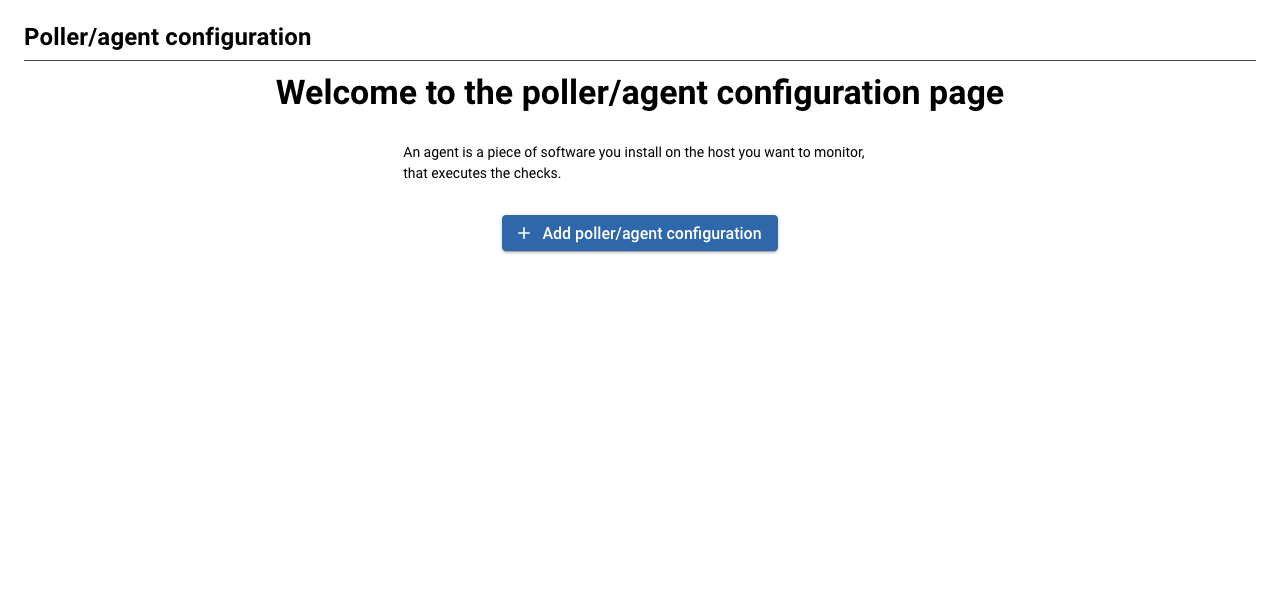 Poller/agent configuration
Welcome to the poller/agent configuration page
An agent is a piece of software you install on the host you want to monitor,
that executes the checks.
Add poller/agent configuration